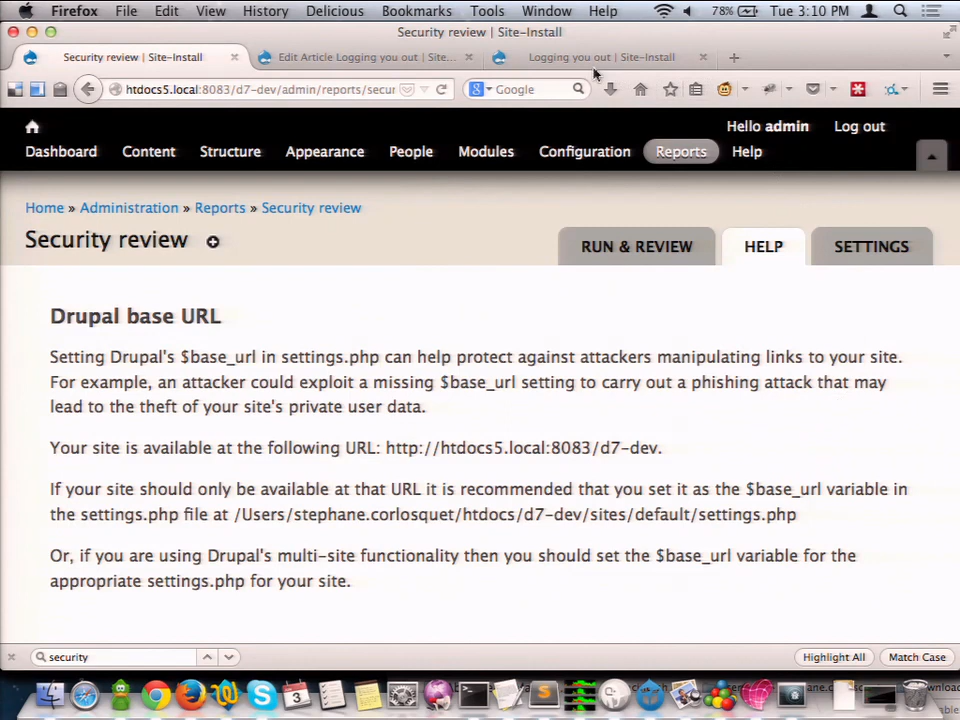 Firefox File Edit View History Delicious Bookmarks Tools Window Help 78% Tue 3:10 PM
Security review | Site-Install
Security review | Site-Install Edit Article Logging you out | Site... Logging you out | Site-Install
htdocs5.local:8083/d7-dev/admin/reports/secur Google
Hello admin Log out
Dashboard Content Structure Appearance People Modules Configuration Reports Help
Home » Administration » Reports » Security review
Security review RUN & REVIEW HELP SETTINGS
Drupal base URL
Setting Drupal's $base_url in settings.php can help protect against attackers manipulating links to your site.
For example, an attacker could exploit a missing $base_url setting to carry out a phishing attack that may
lead to the theft of your site's private user data.
Your site is available at the following URL: http://htdocs5.local:8083/d7-dev.
If your site should only be available at that URL it is recommended that you set it as the $base_url variable in
the settings.php file at /Users/stephane.corlosquet/htdocs/d7-dev/sites/default/settings.php
Or, if you are using Drupal's multi-site functionality then you should set the $base_url variable for the
appropriate settings.php for your site.
security Highlight All Match Case